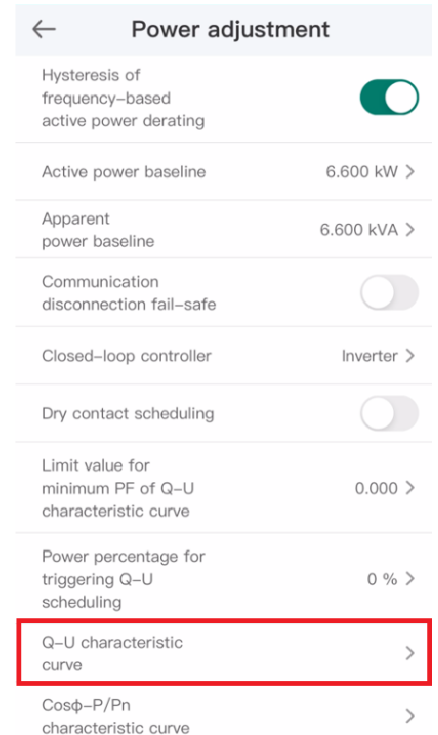 Power adjustment
Hysteresis of
frequency–based
active power derating
Active power baseline 6.600 kW >
Apparent
power baseline 6.600 kVA >
Communication
disconnection fail–safe
Closed–loop controller Inverter >
Dry contact scheduling
Limit value for
minimum PF of Q–U 0.000 >
characteristic curve
Power percentage for
triggering Q–U 0 % >
scheduling
Q–U characteristic
curve >
Cosф–P/Pn
characteristic curve >